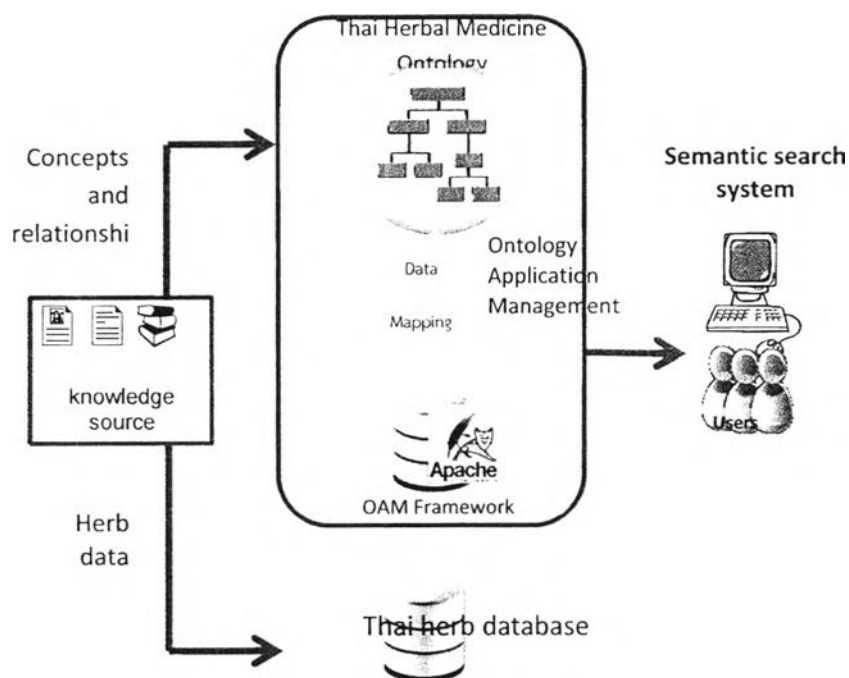 Thai Herbal Medicine
Ontology
Concepts
and
relationshi
Semantic search
system
Ontology
Application
Management
Data
Mapping
knowledge
source
Users
Apache
OAM Framework
Herb
data
Thai herb database